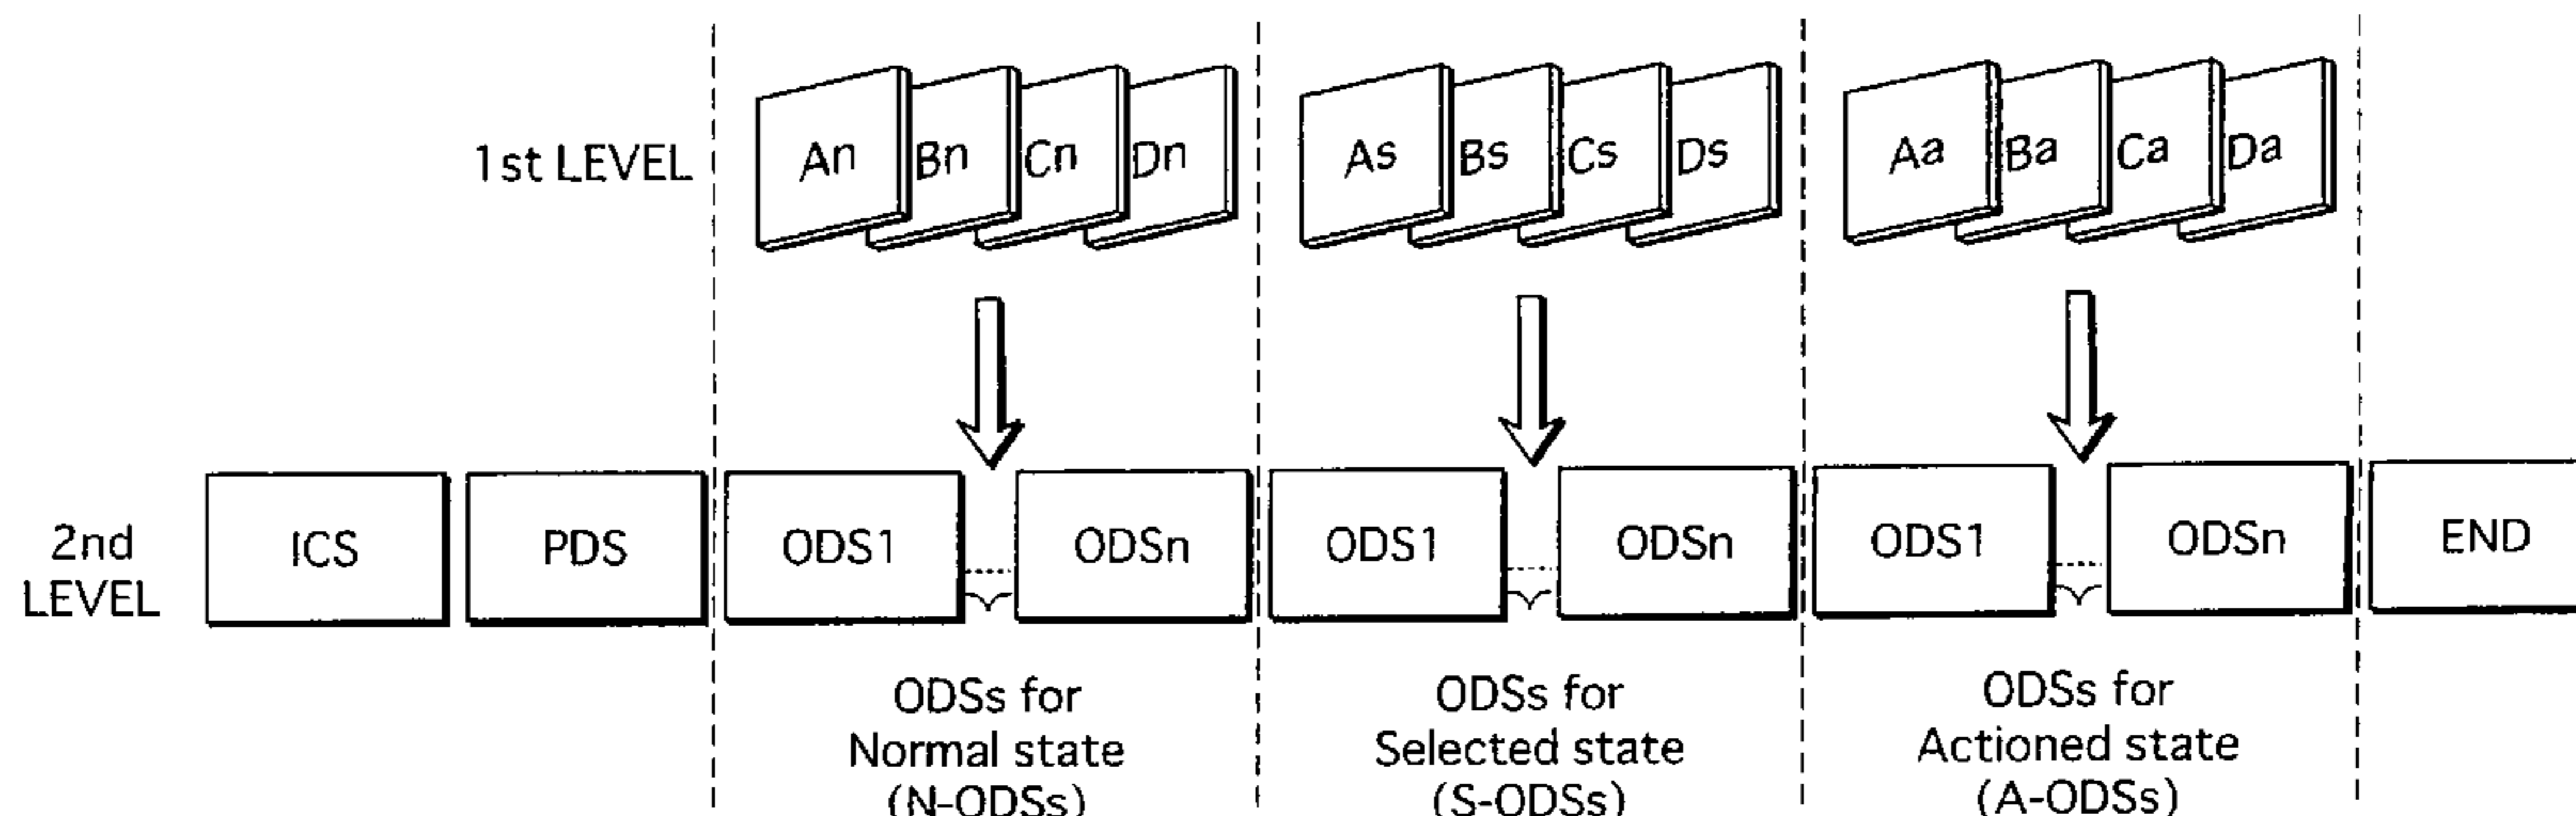 1st LEVEL
An Bn Cn Dn
As Bs Cs Ds
Aa Ba Ca Da
2nd
LEVEL
ICS
PDS
ODS1
ODSn
ODS1
ODSn
ODS1
ODSn
END
ODSs for
Normal state
(N-ODSs)
ODSs for
Selected state
(S-ODSs)
ODSs for
Actioned state
(A-ODSs)